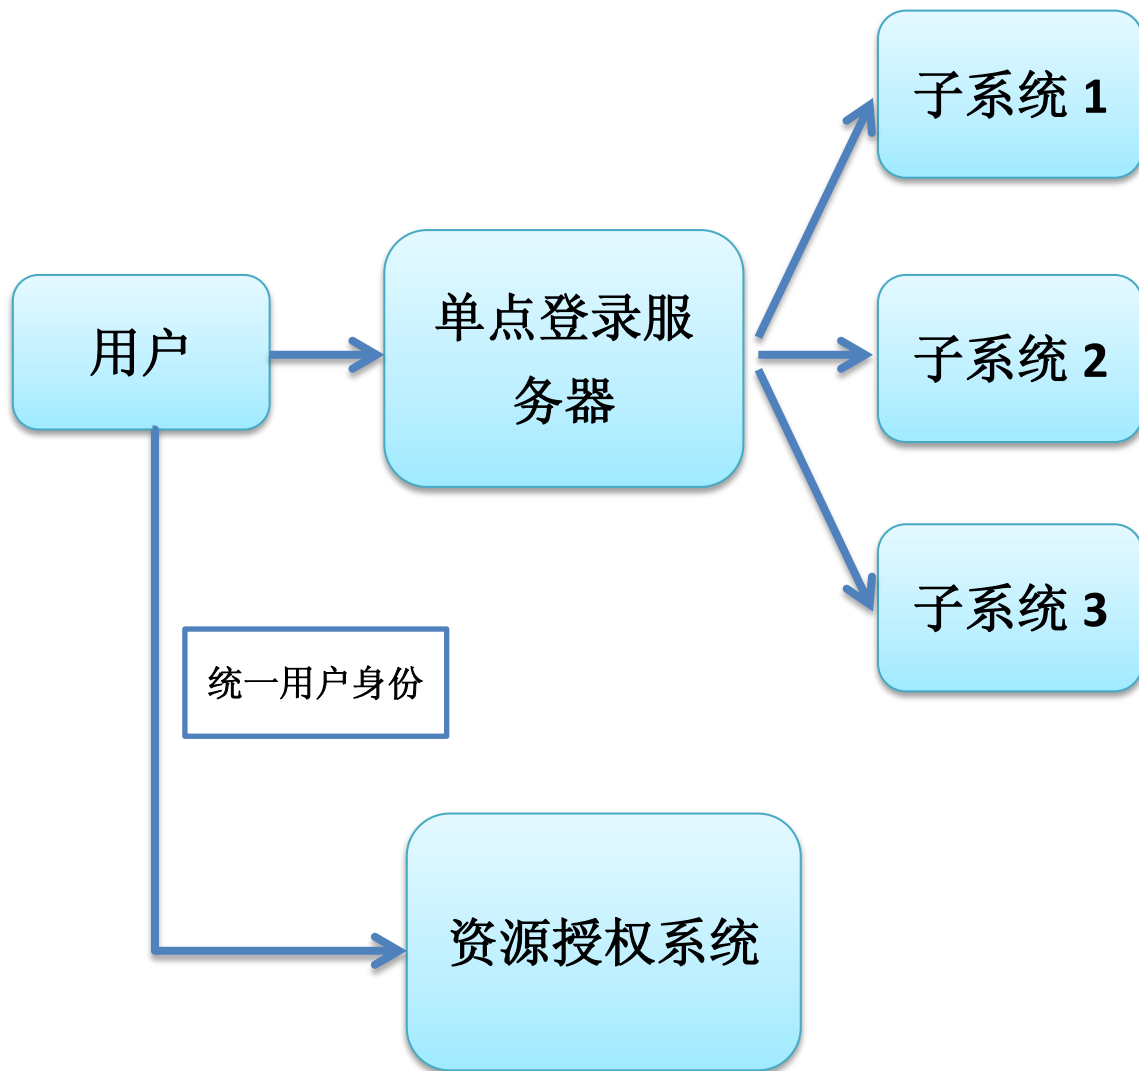 子系统 1
用户
单点登录服
务器
子系统 2
子系统 3
统一用户身份
资源授权系统